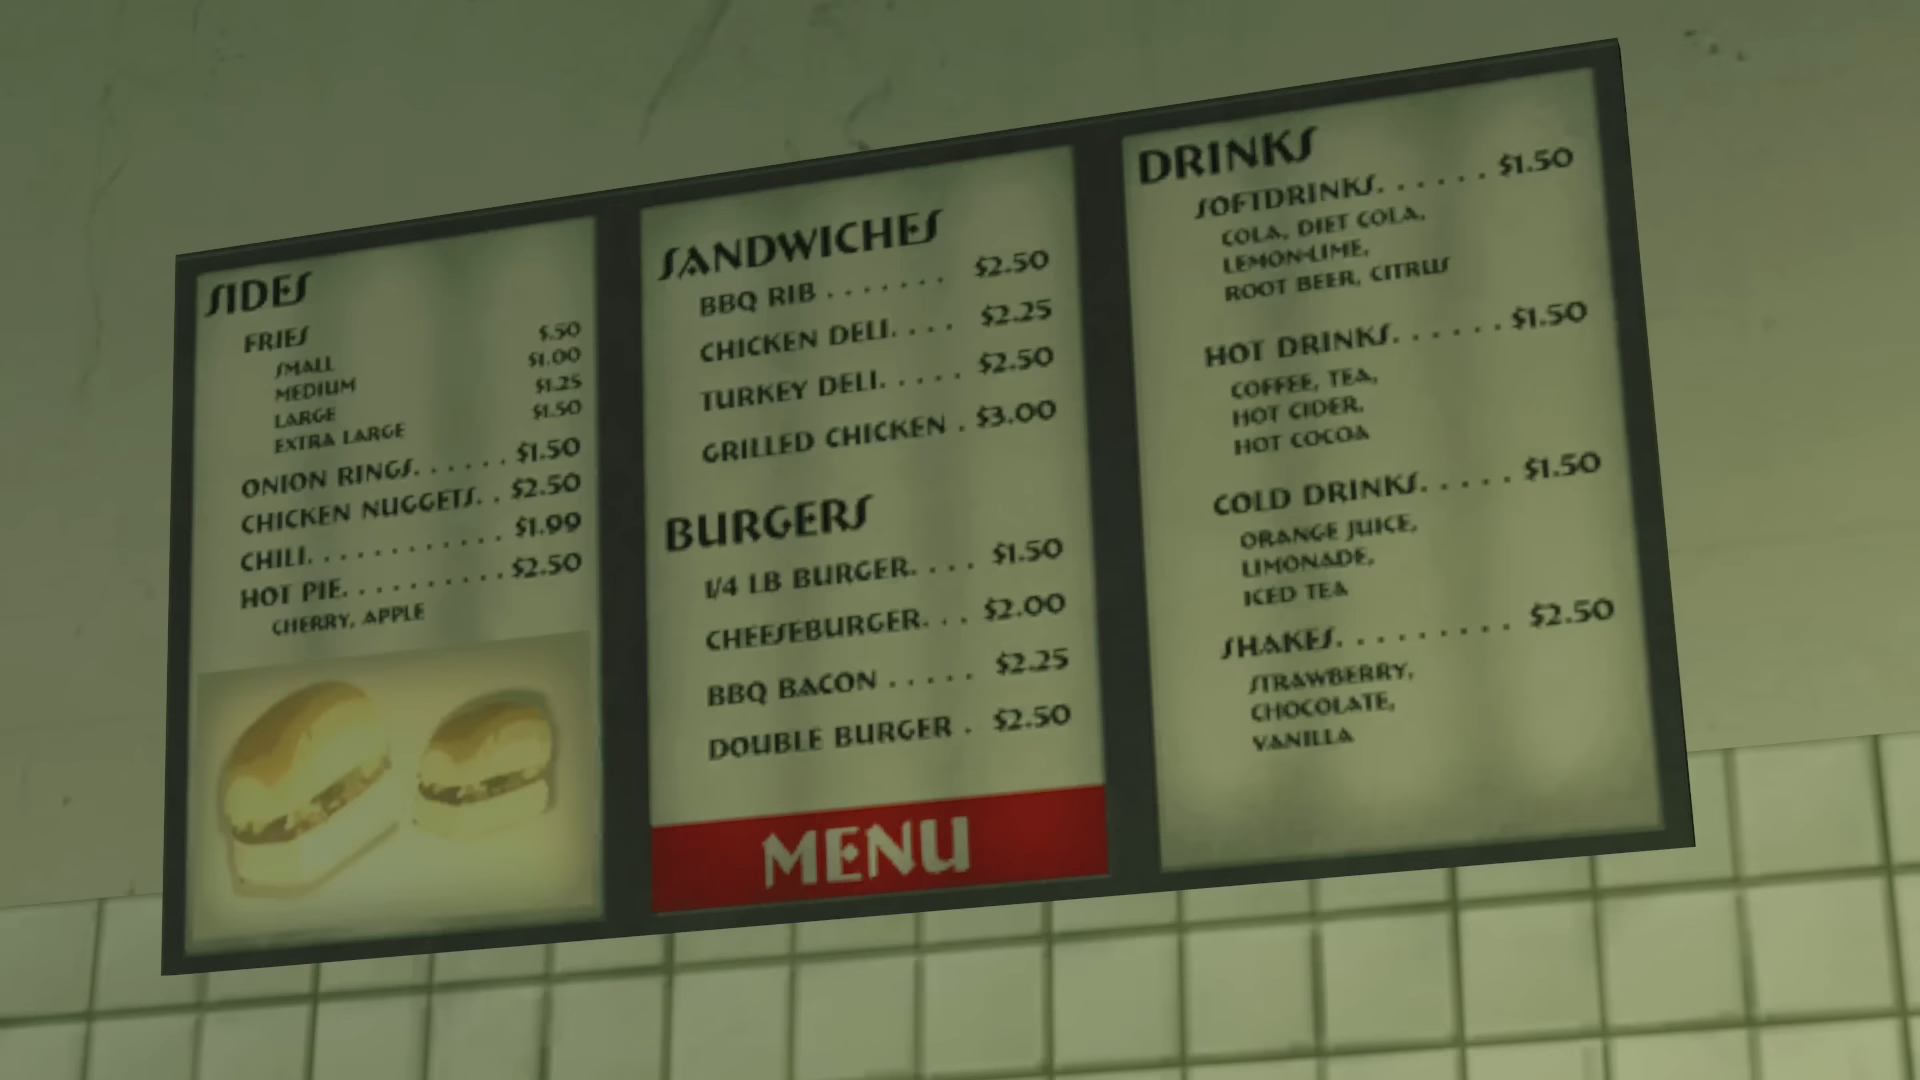 SIDES
FRIES
SMALL $.50
MEDIUM $1.00
LARGE $1.25
EXTRA LARGE $1.50
ONION RINGS. . . . . . $1.50
CHICKEN NUGGETS. . $2.50
CHILI. . . . . . . . . . . . $1.99
HOT PIE. . . . . . . . . . $2.50
CHERRY, APPLE
SANDWICHES
BBQ RIB . . . . . . . $2.50
CHICKEN DELI. . . . $2.25
TURKEY DELI. . . . . $2.50
GRILLED CHICKEN . $3.00
BURGERS
1/4 LB BURGER. . . . $1.50
CHEESEBURGER. . . $2.00
BBQ BACON . . . . . $2.25
DOUBLE BURGER . $2.50
MENU
DRINKS
SOFTDRINKS. . . . . . $1.50
COLA, DIET COLA,
LEMON-LIME,
ROOT BEER, CITRUS
HOT DRINKS. . . . . . $1.50
COFFEE, TEA,
HOT CIDER,
HOT COCOA
COLD DRINKS. . . . . $1.50
ORANGE JUICE,
LIMONADE,
ICED TEA
SHAKES. . . . . . . . . $2.50
STRAWBERRY,
CHOCOLATE,
VANILLA